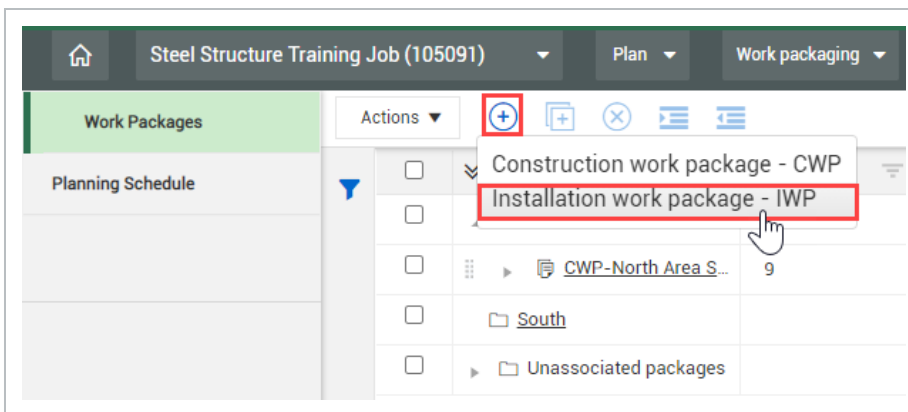 Steel Structure Training Job (105091)
Plan
Work packaging
Work Packages
Planning Schedule
Actions
Construction work package - CWP
Installation work package - IWP
CWP-North Area S...
9
South
Unassociated packages